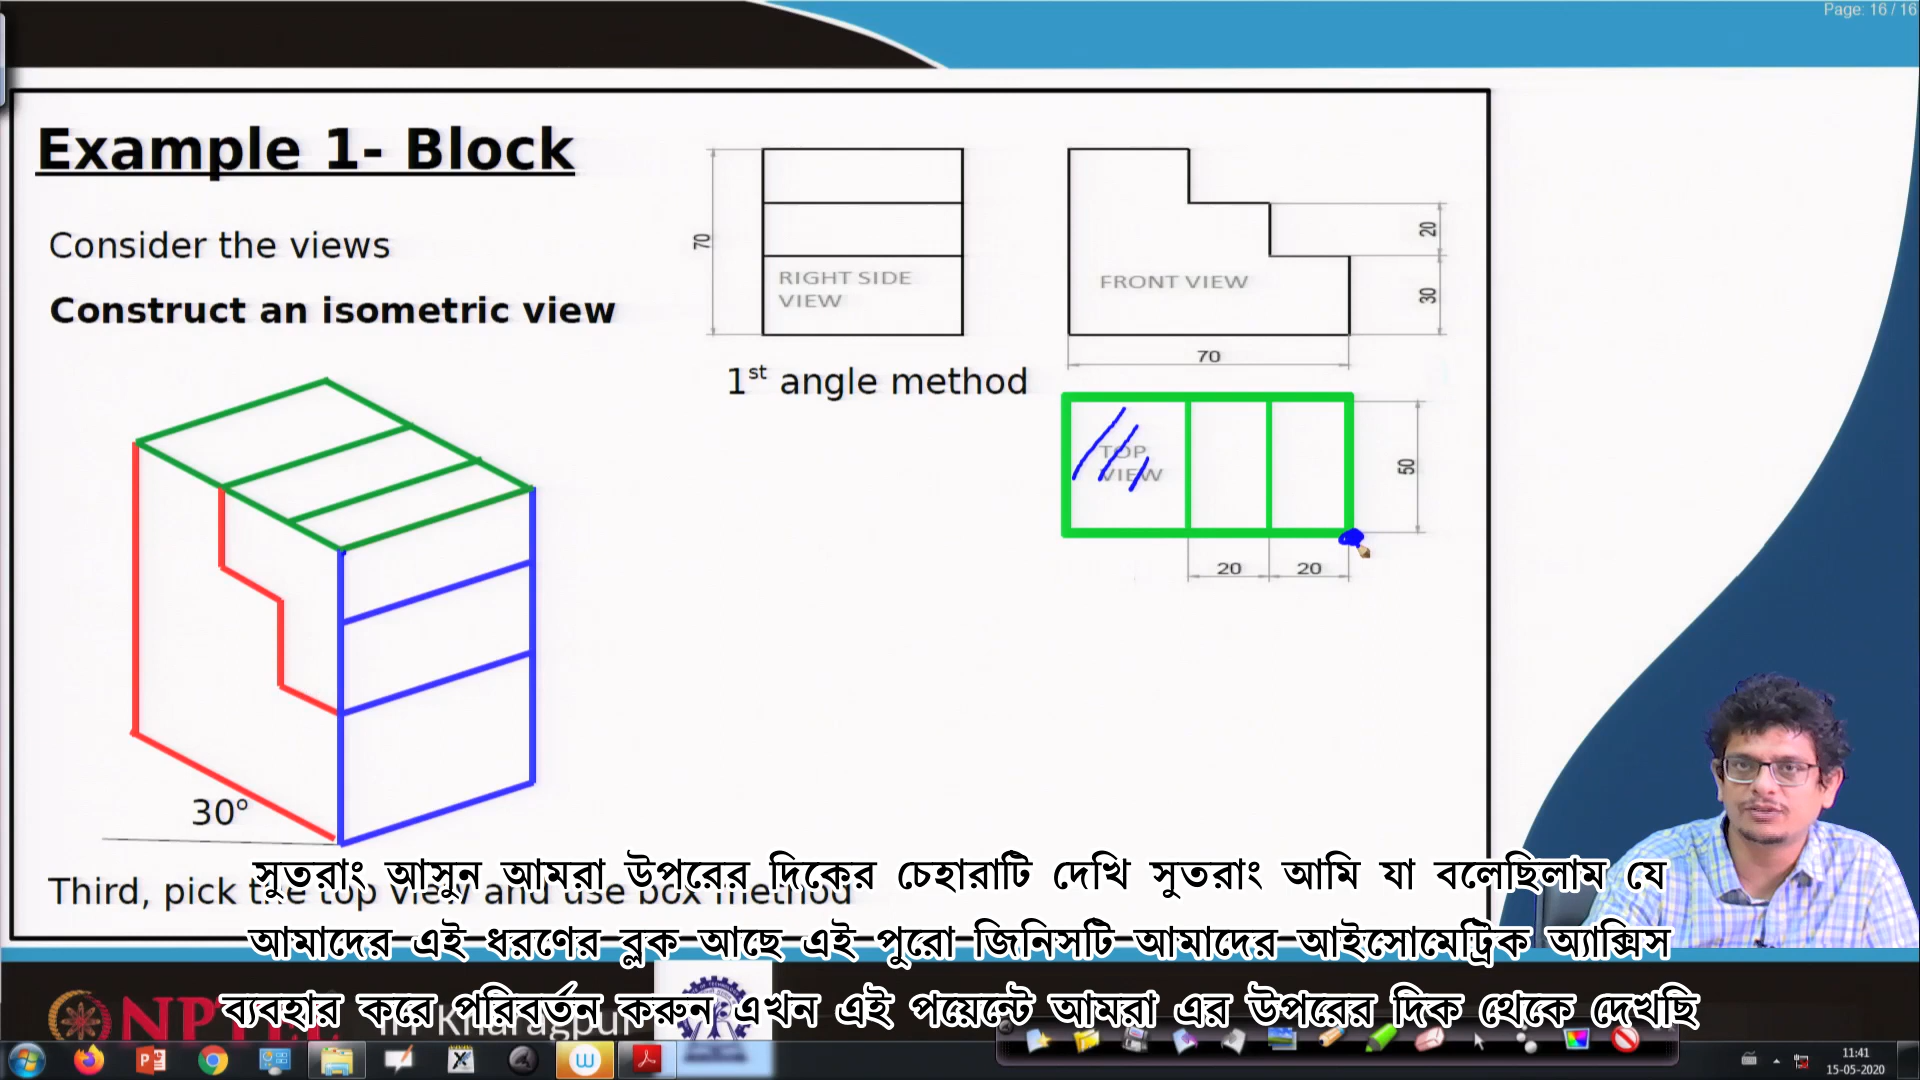 Page: 16 / 16
Example 1- Block
Consider the views
Construct an isometric view
70
RIGHT SIDE
VIEW
FRONT VIEW
20
30
70
1st angle method
TOP
VIEW
50
20 20
30°
Third, pick the top view and use box method
সুতরাং আসুন আমরা উপরের দিকের চেহারাটি দেখি সুতরাং আমি যা বলেছিলাম যে
আমাদের এই ধরণের ব্লক আছে এই পুরো জিনিসটি আমাদের আইসোমেট্রিক অ্যাক্সিস
ব্যবহার করে পরিবর্তন করুন এখন এই পয়েন্টে আমরা এর উপরের দিক থেকে দেখছি
NPTEL IIT Kharagpur
11:41
15-05-2020